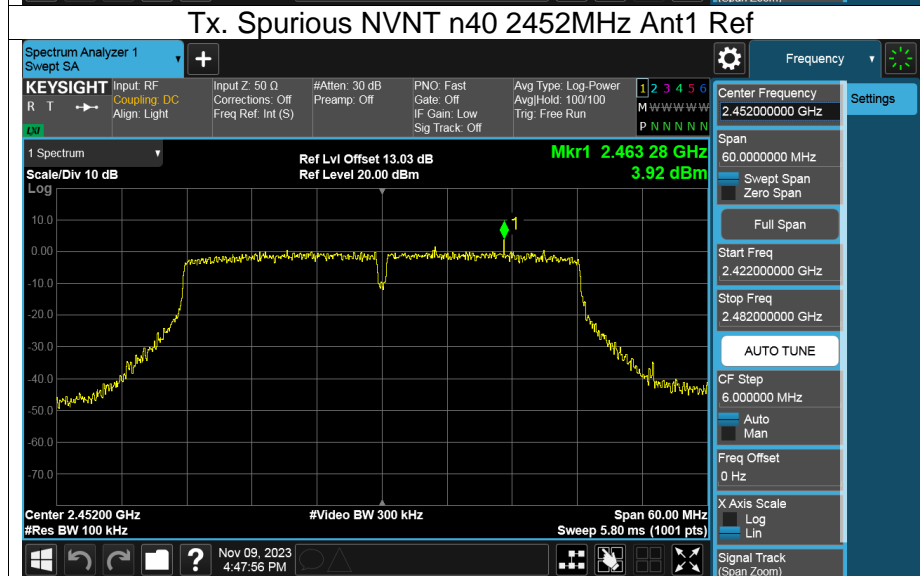 (Span Zoom)
Tx. Spurious NVNT n40 2452MHz Ant1 Ref
Spectrum Analyzer 1
Swept SA
+
Frequency
KEYSIGHT
R T
LXI
Input: RF
Coupling: DC
Align: Light
Input Z: 50 Ω
Corrections: Off
Freq Ref: Int (S)
#Atten: 30 dB
Preamp: Off
PNO: Fast
Gate: Off
IF Gain: Low
Sig Track: Off
Avg Type: Log-Power
Avg|Hold: 100/100
Trig: Free Run
1 2 3 4 5 6
M W W W W W
P N N N N N
1 Spectrum
Scale/Div 10 dB
Ref Lvl Offset 13.03 dB
Ref Level 20.00 dBm
Mkr1 2.463 28 GHz
3.92 dBm
Log
10.0
0.00
-10.0
-20.0
-30.0
-40.0
-50.0
-60.0
-70.0
1
Center 2.45200 GHz
#Res BW 100 kHz
#Video BW 300 kHz
Span 60.00 MHz
Sweep 5.80 ms (1001 pts)
?
Nov 09, 2023
4:47:56 PM
Center Frequency
2.452000000 GHz
Settings
Span
60.0000000 MHz
Swept Span
Zero Span
Full Span
Start Freq
2.422000000 GHz
Stop Freq
2.482000000 GHz
AUTO TUNE
CF Step
6.000000 MHz
Auto
Man
Freq Offset
0 Hz
X Axis Scale
Log
Lin
Signal Track
(Span Zoom)